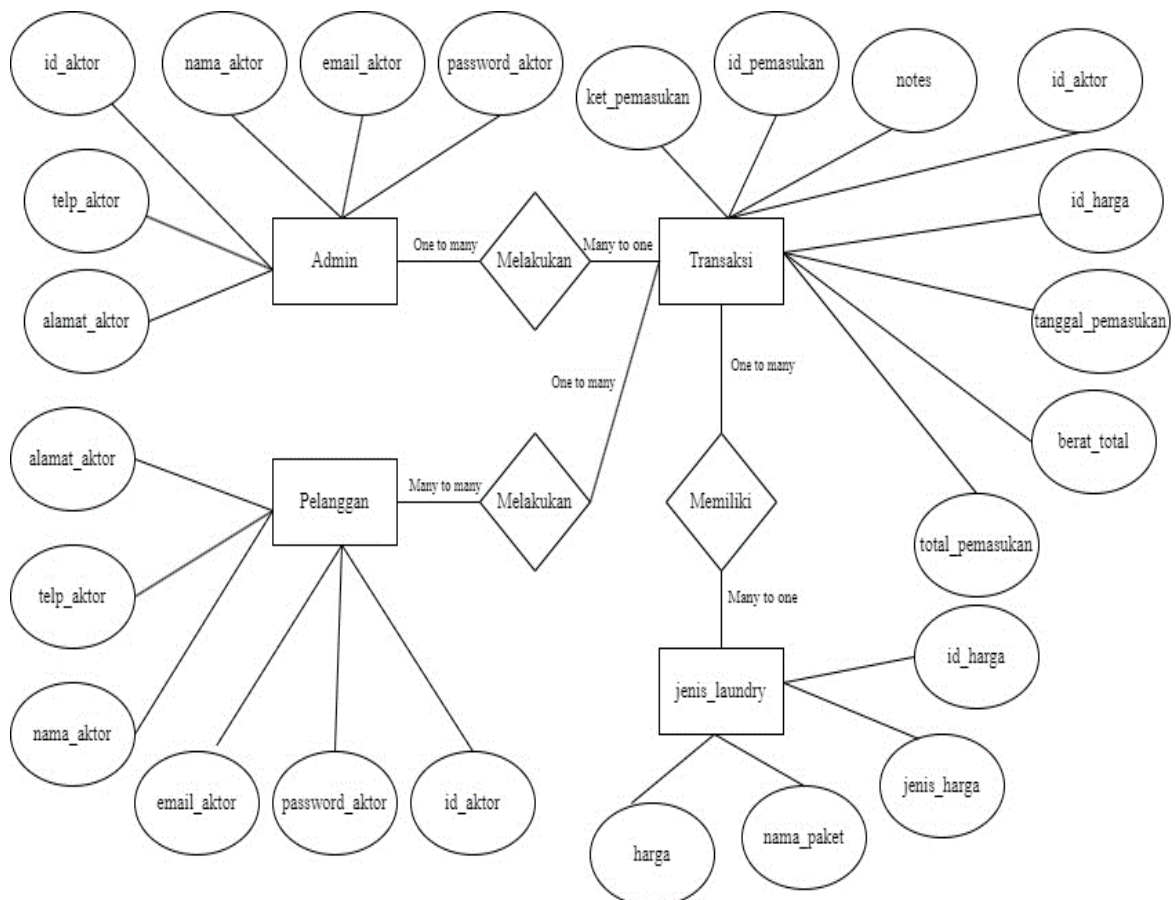 id_aktor
nama_aktor
email_aktor
password_aktor
ket_pemasukan
id_pemasukan
notes
id_aktor
telp_aktor
id_harga
Admin
One to many
Melakukan
Many to one
Transaksi
alamat_aktor
tanggal_pemasukan
One to many
One to many
alamat_aktor
berat_total
Pelanggan
Many to many
Melakukan
Memiliki
total_pemasukan
telp_aktor
Many to one
id_harga
jenis_laundry
nama_aktor
jenis_harga
email_aktor
password_aktor
id_aktor
harga
nama_paket